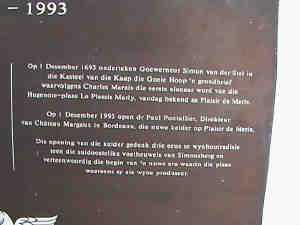 – 1993
Op 1 Desember 1693 onderteken Goewerneur Simon van der Stel in
die Kasteel van die Kaap die Goeie Hoop 'n grondbrief
waarvolgens Charles Marais die eerste eienaar word van die
Hugenote-plaas Le Plessis Marly, vandag bekend as Plaisir de Merle.
Op 1 Desember 1993 open dr Paul Pontallier, Direkteur
van Château Margaux in Bordeaux, die nuwe kelder op Plaisir de Merle.
Die opening van die kelder gedenk drie eeue se wynboutradisie
teen die suidoostelike voetheuwels van Simonsberg en
verteenwoordig die begin van 'n nuwe era waarin die plaas
weereens sy eie wyne produseer.